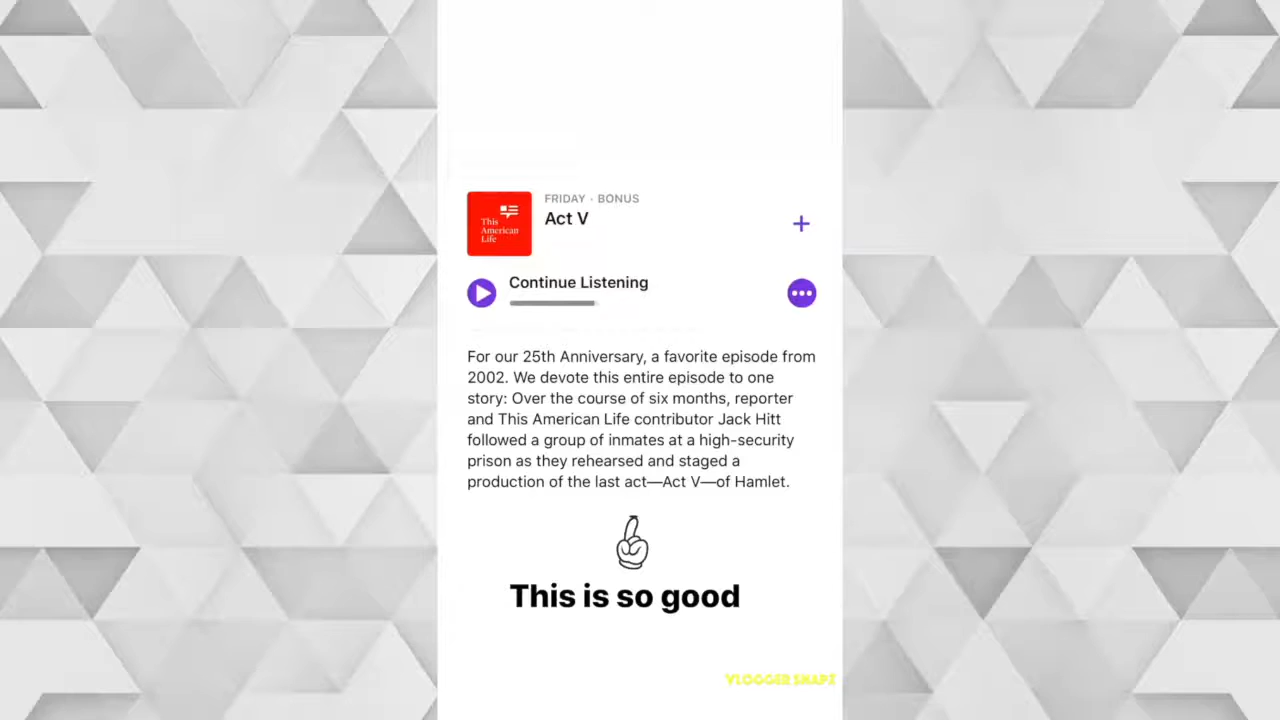 FRIDAY · BONUS
Act V
This
American
Life
Continue Listening
For our 25th Anniversary, a favorite episode from
2002. We devote this entire episode to one
story: Over the course of six months, reporter
and This American Life contributor Jack Hitt
followed a group of inmates at a high-security
prison as they rehearsed and staged a
production of the last act—Act V—of Hamlet.
This is so good
VLOGGER SNAPZ